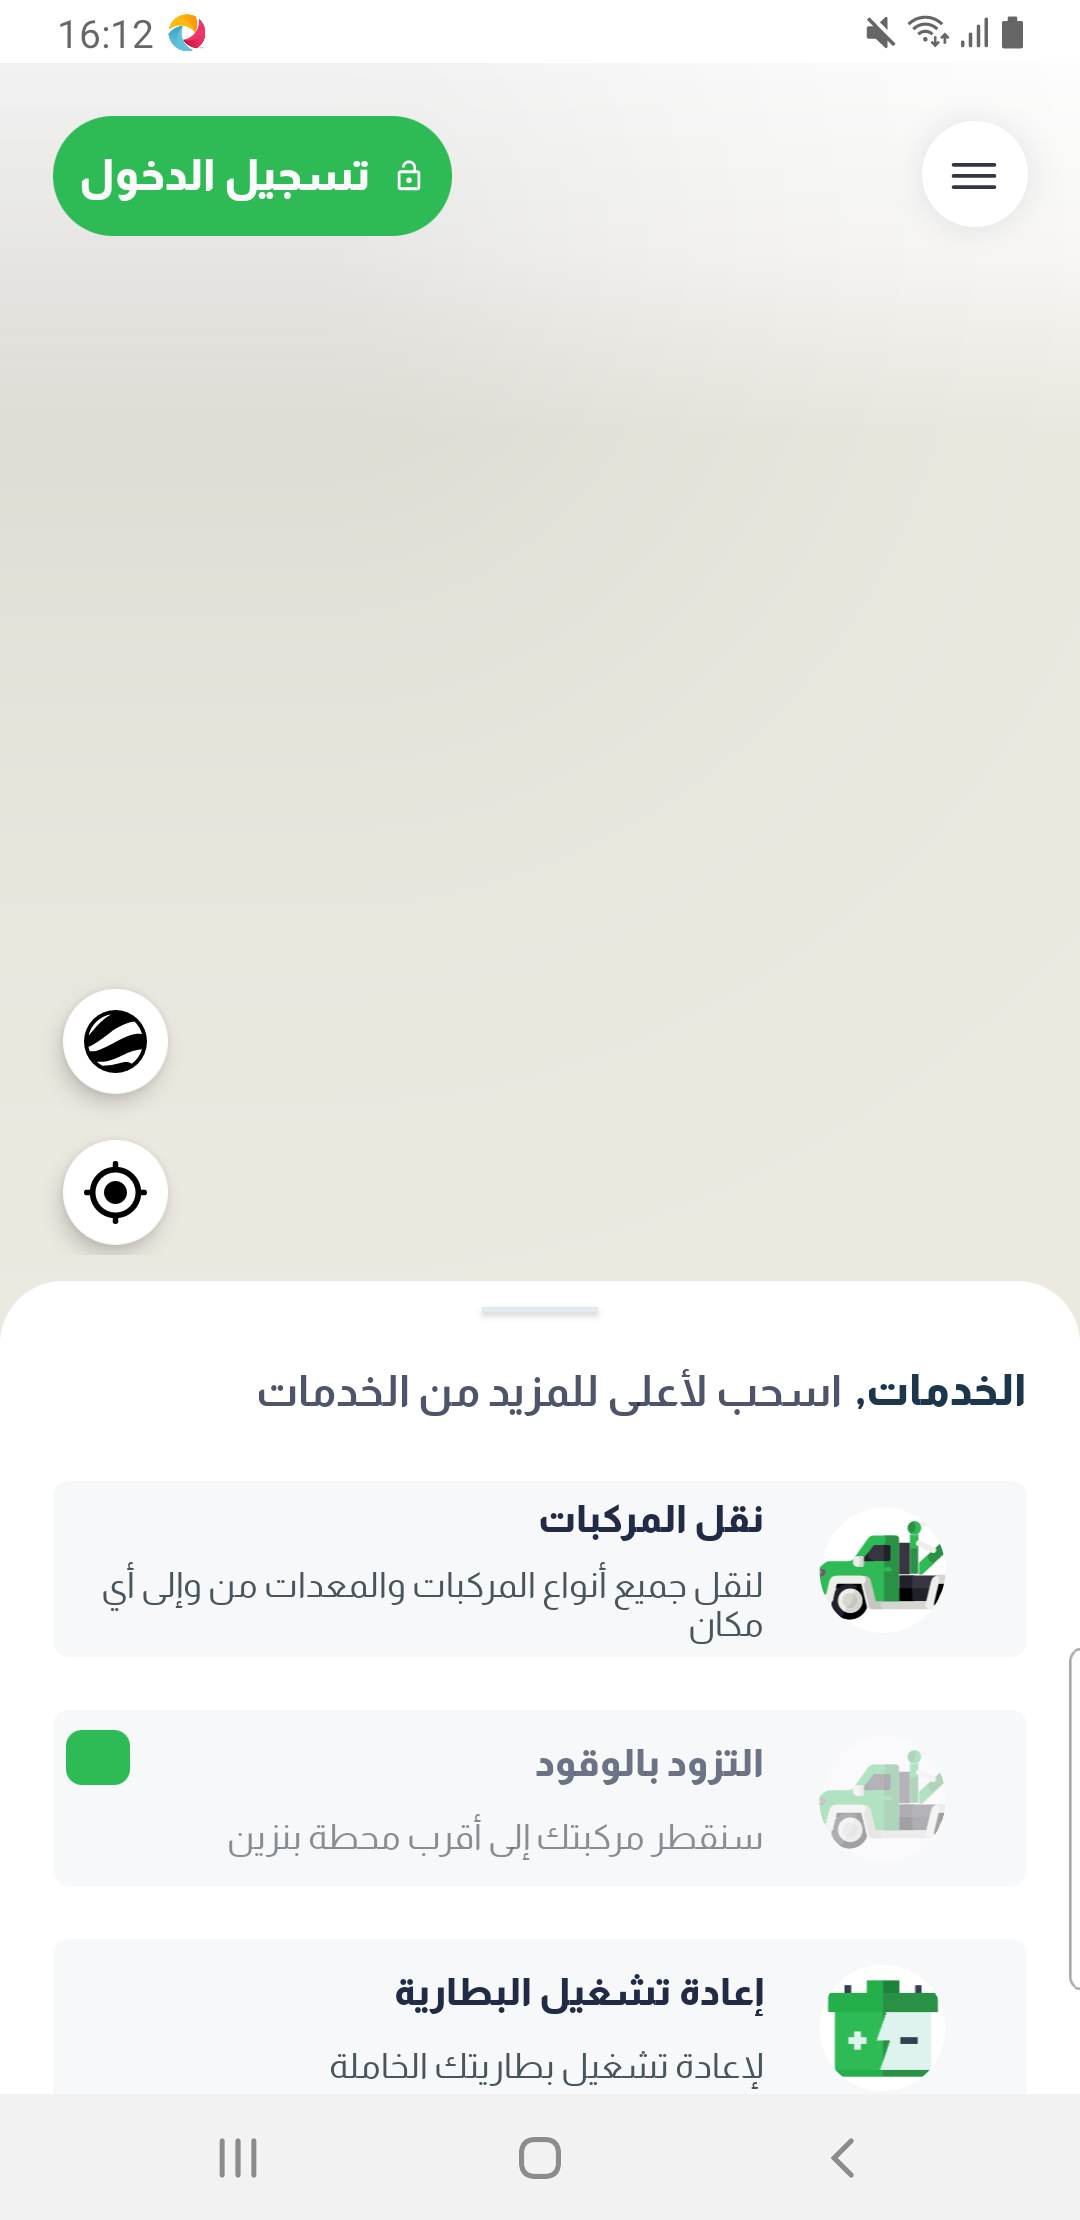 16:12
تسجيل الدخول
الخدمات, اسحب لأعلى للمزيد من الخدمات
نقل المركبات
لنقل جميع أنواع المركبات والمعدات من وإلى أي
مكان
التزود بالوقود
سنقطر مركبتك إلى أقرب محطة بنزين
إعادة تشغيل البطارية
لإعادة تشغيل بطاريتك الخاملة